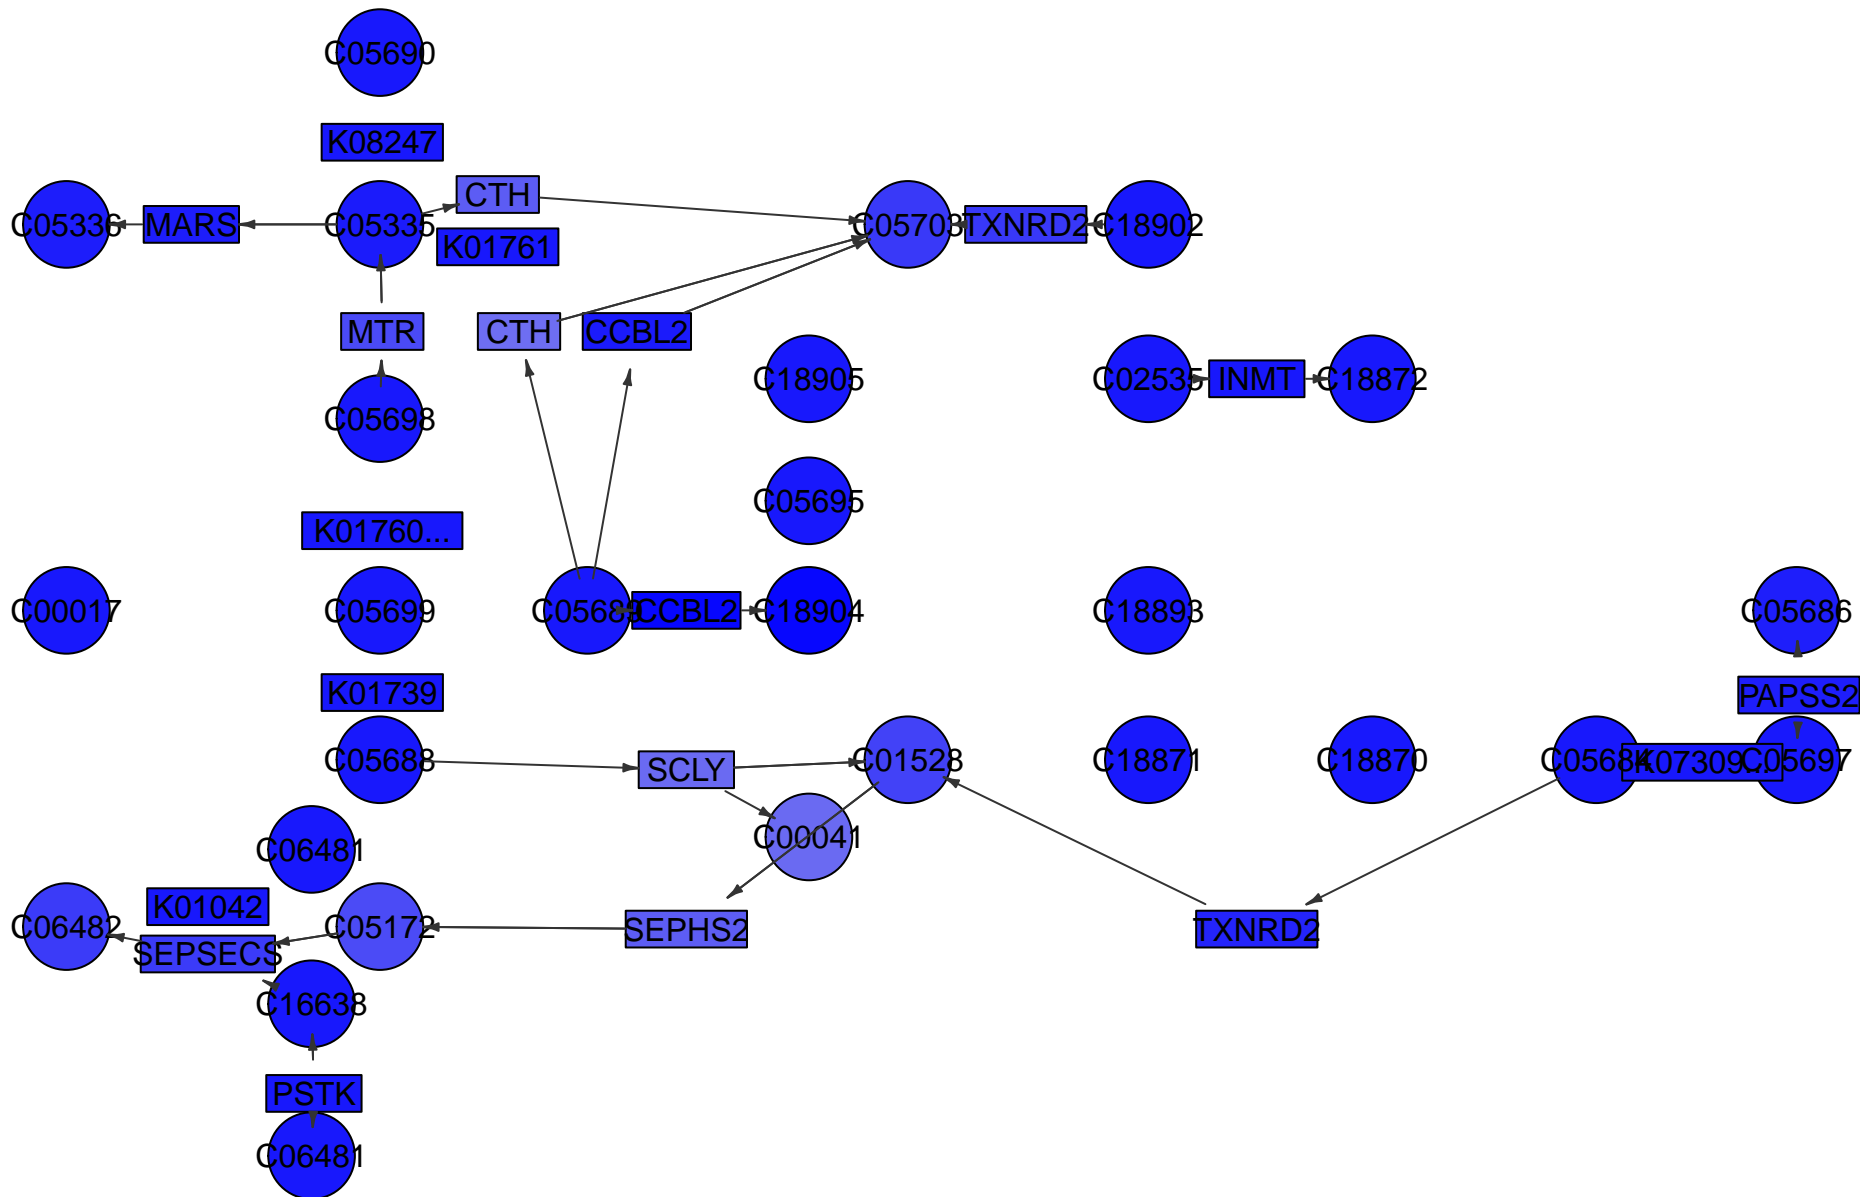 C05690
K08247
CTH
C05336
MARS
C05335
C05703
TXNRD2
C18902
K01761
MTR
CTH
CCBL2
C18905
C02535
INMT
C18872
C05698
C05695
K01760...
C00017
C05699
C05689
CCBL2
C18904
C18893
C05686
K01739
PAPSS2
C05688
SCLY
C01528
C18871
C18870
C05684
K07309...
C05697
C00041
C06481
K01042
C06482
C05172
SEPHS2
TXNRD2
SEPSECS
C16638
PSTK
C06481